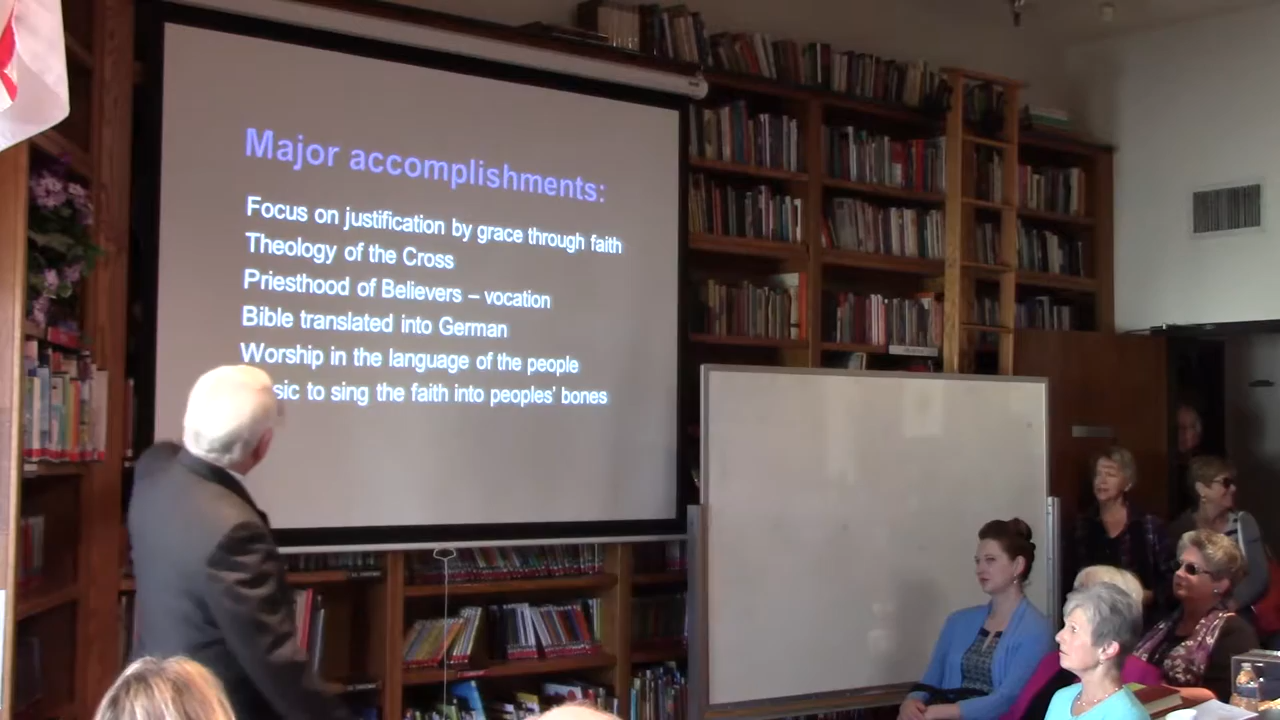 Major accomplishments:
Focus on justification by grace through faith
Theology of the Cross
Priesthood of Believers – vocation
Bible translated into German
Worship in the language of the people
sic to sing the faith into peoples' bones